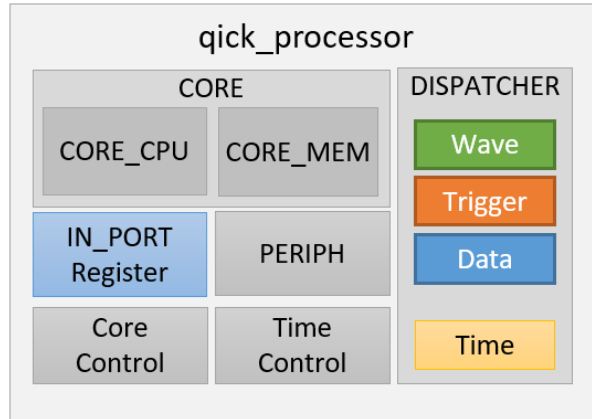 qick_processor
CORE
CORE_CPU
CORE_MEM
IN_PORT
Register
PERIPH
Core
Control
Time
Control
DISPATCHER
Wave
Trigger
Data
Time